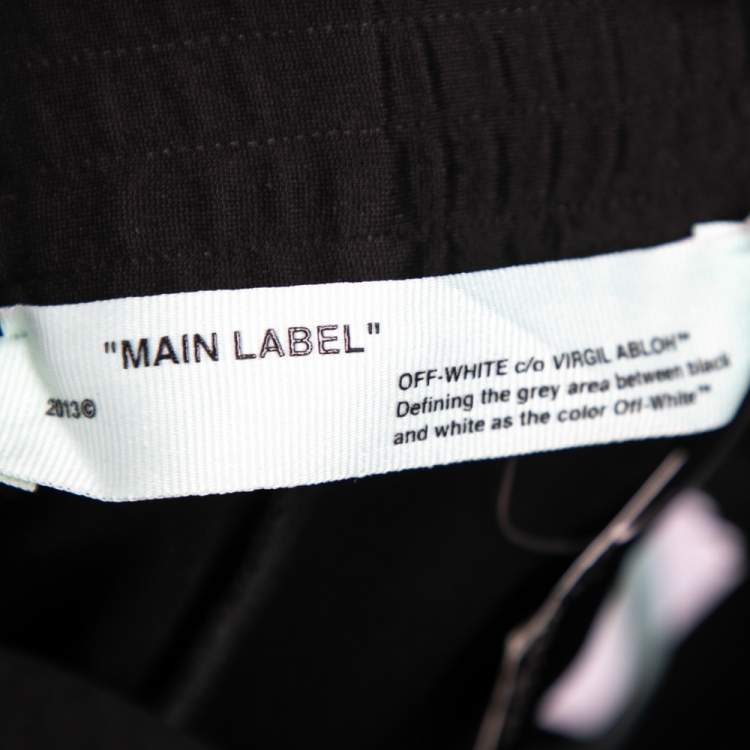 "MAIN LABEL"
2013©
OFF-WHITE c/o VIRGIL ABLOH™
Defining the grey area between black
and white as the color Off-White™